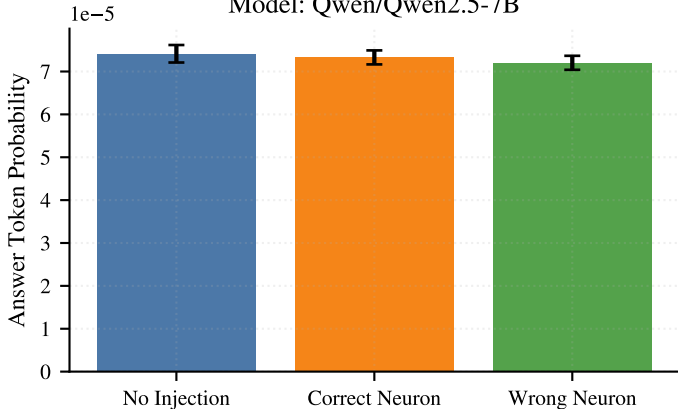 Model: Qwen/Qwen2.5-7B
1e−5
Answer Token Probability
7
6
5
4
3
2
1
0
No Injection
Correct Neuron
Wrong Neuron